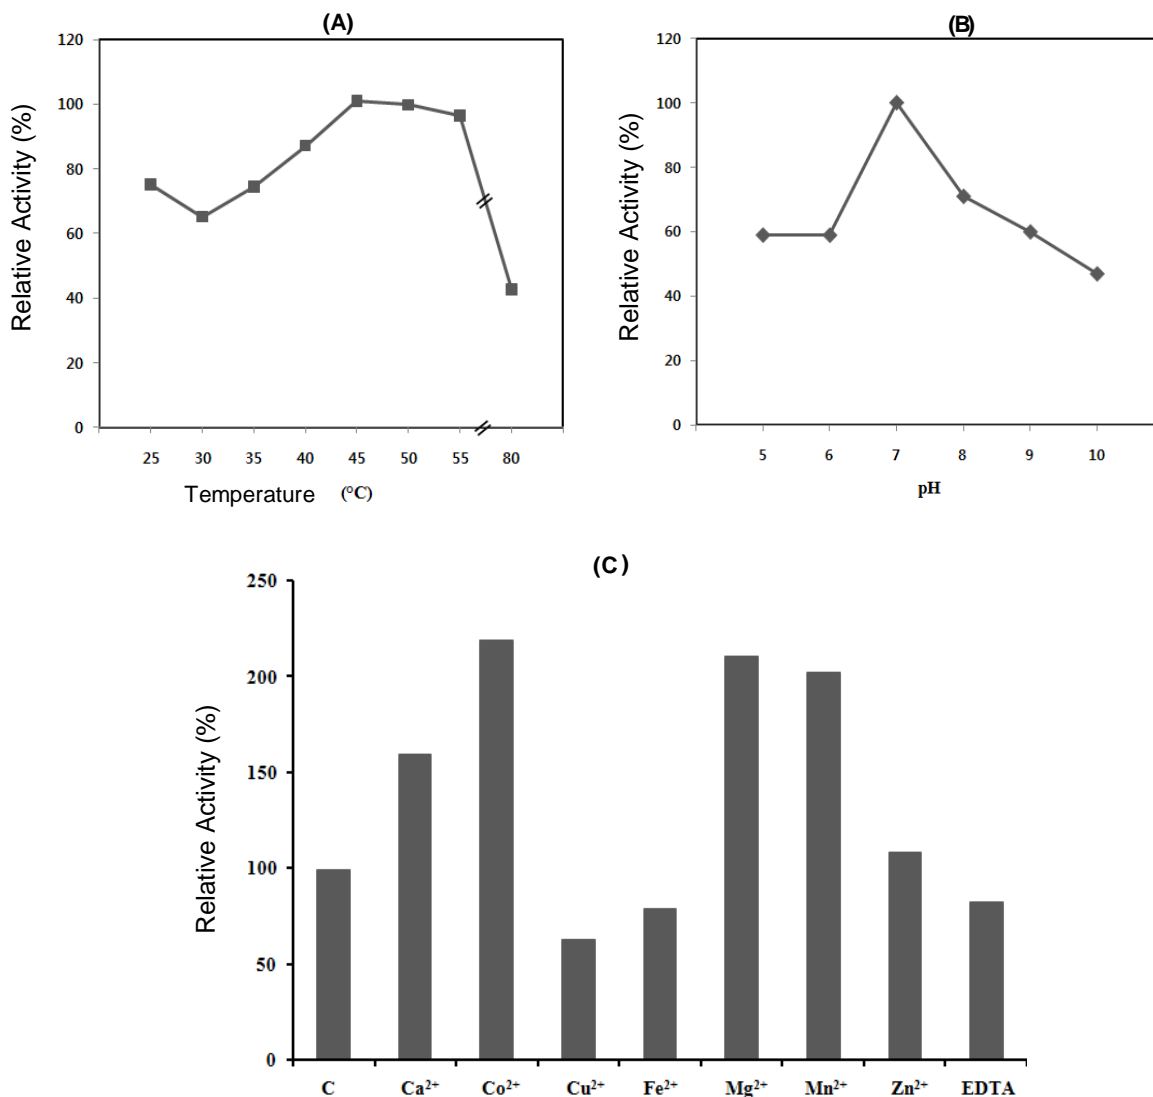 (A)
120
100
80
60
40
20
0
Relative Activity (%)
25 30 35 40 45 50 55 80
Temperature (°C)
(B)
120
100
80
60
40
20
0
Relative Activity (%)
5 6 7 8 9 10
pH
(C)
250
200
150
100
50
0
Relative Activity (%)
C Ca²⁺ Co²⁺ Cu²⁺ Fe²⁺ Mg²⁺ Mn²⁺ Zn²⁺ EDTA